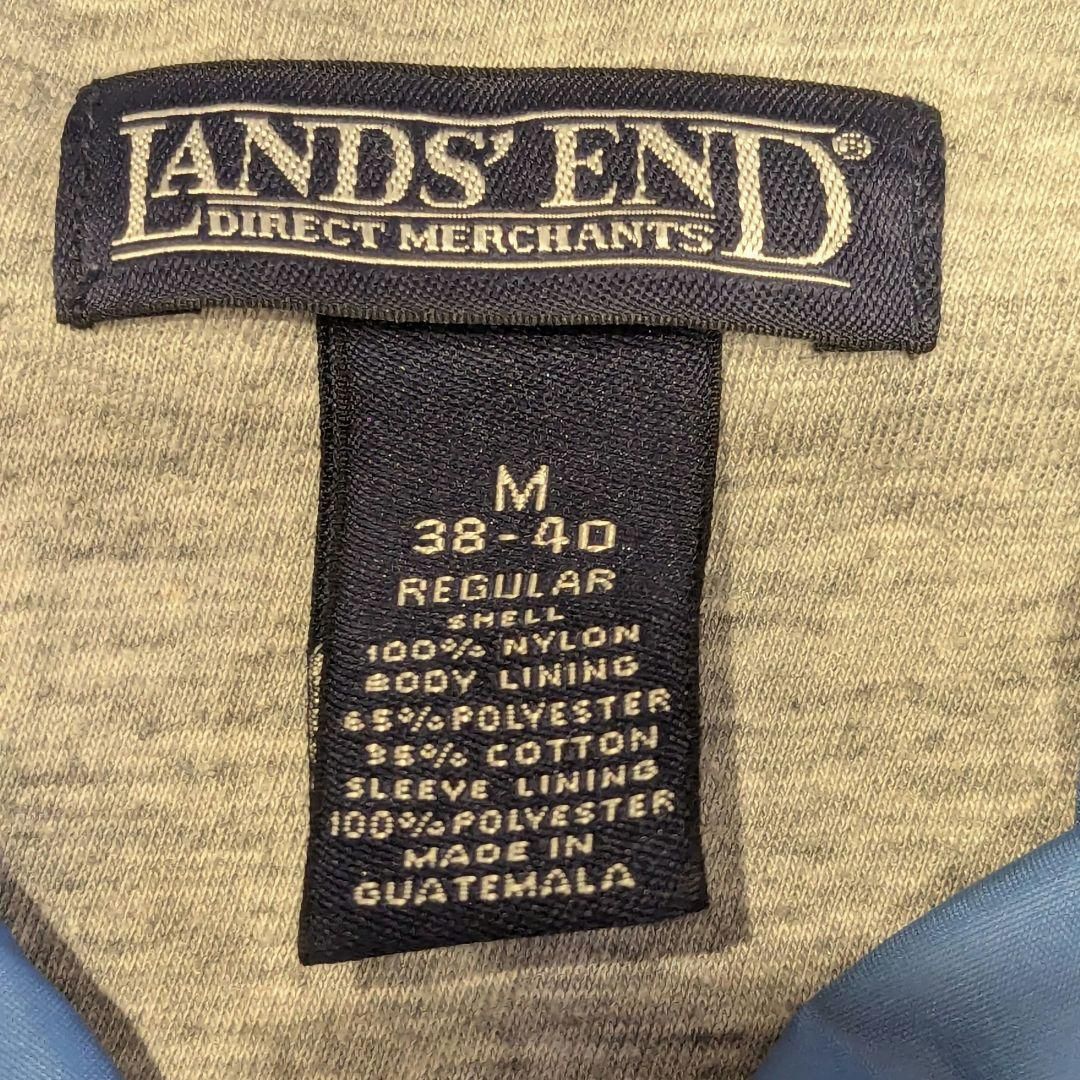 LANDS' END®
DIRECT MERCHANTS
M
38-40
REGULAR
SHELL
100% NYLON
BODY LINING
65% POLYESTER
35% COTTON
SLEEVE LINING
100% POLYESTER
MADE IN
GUATEMALA